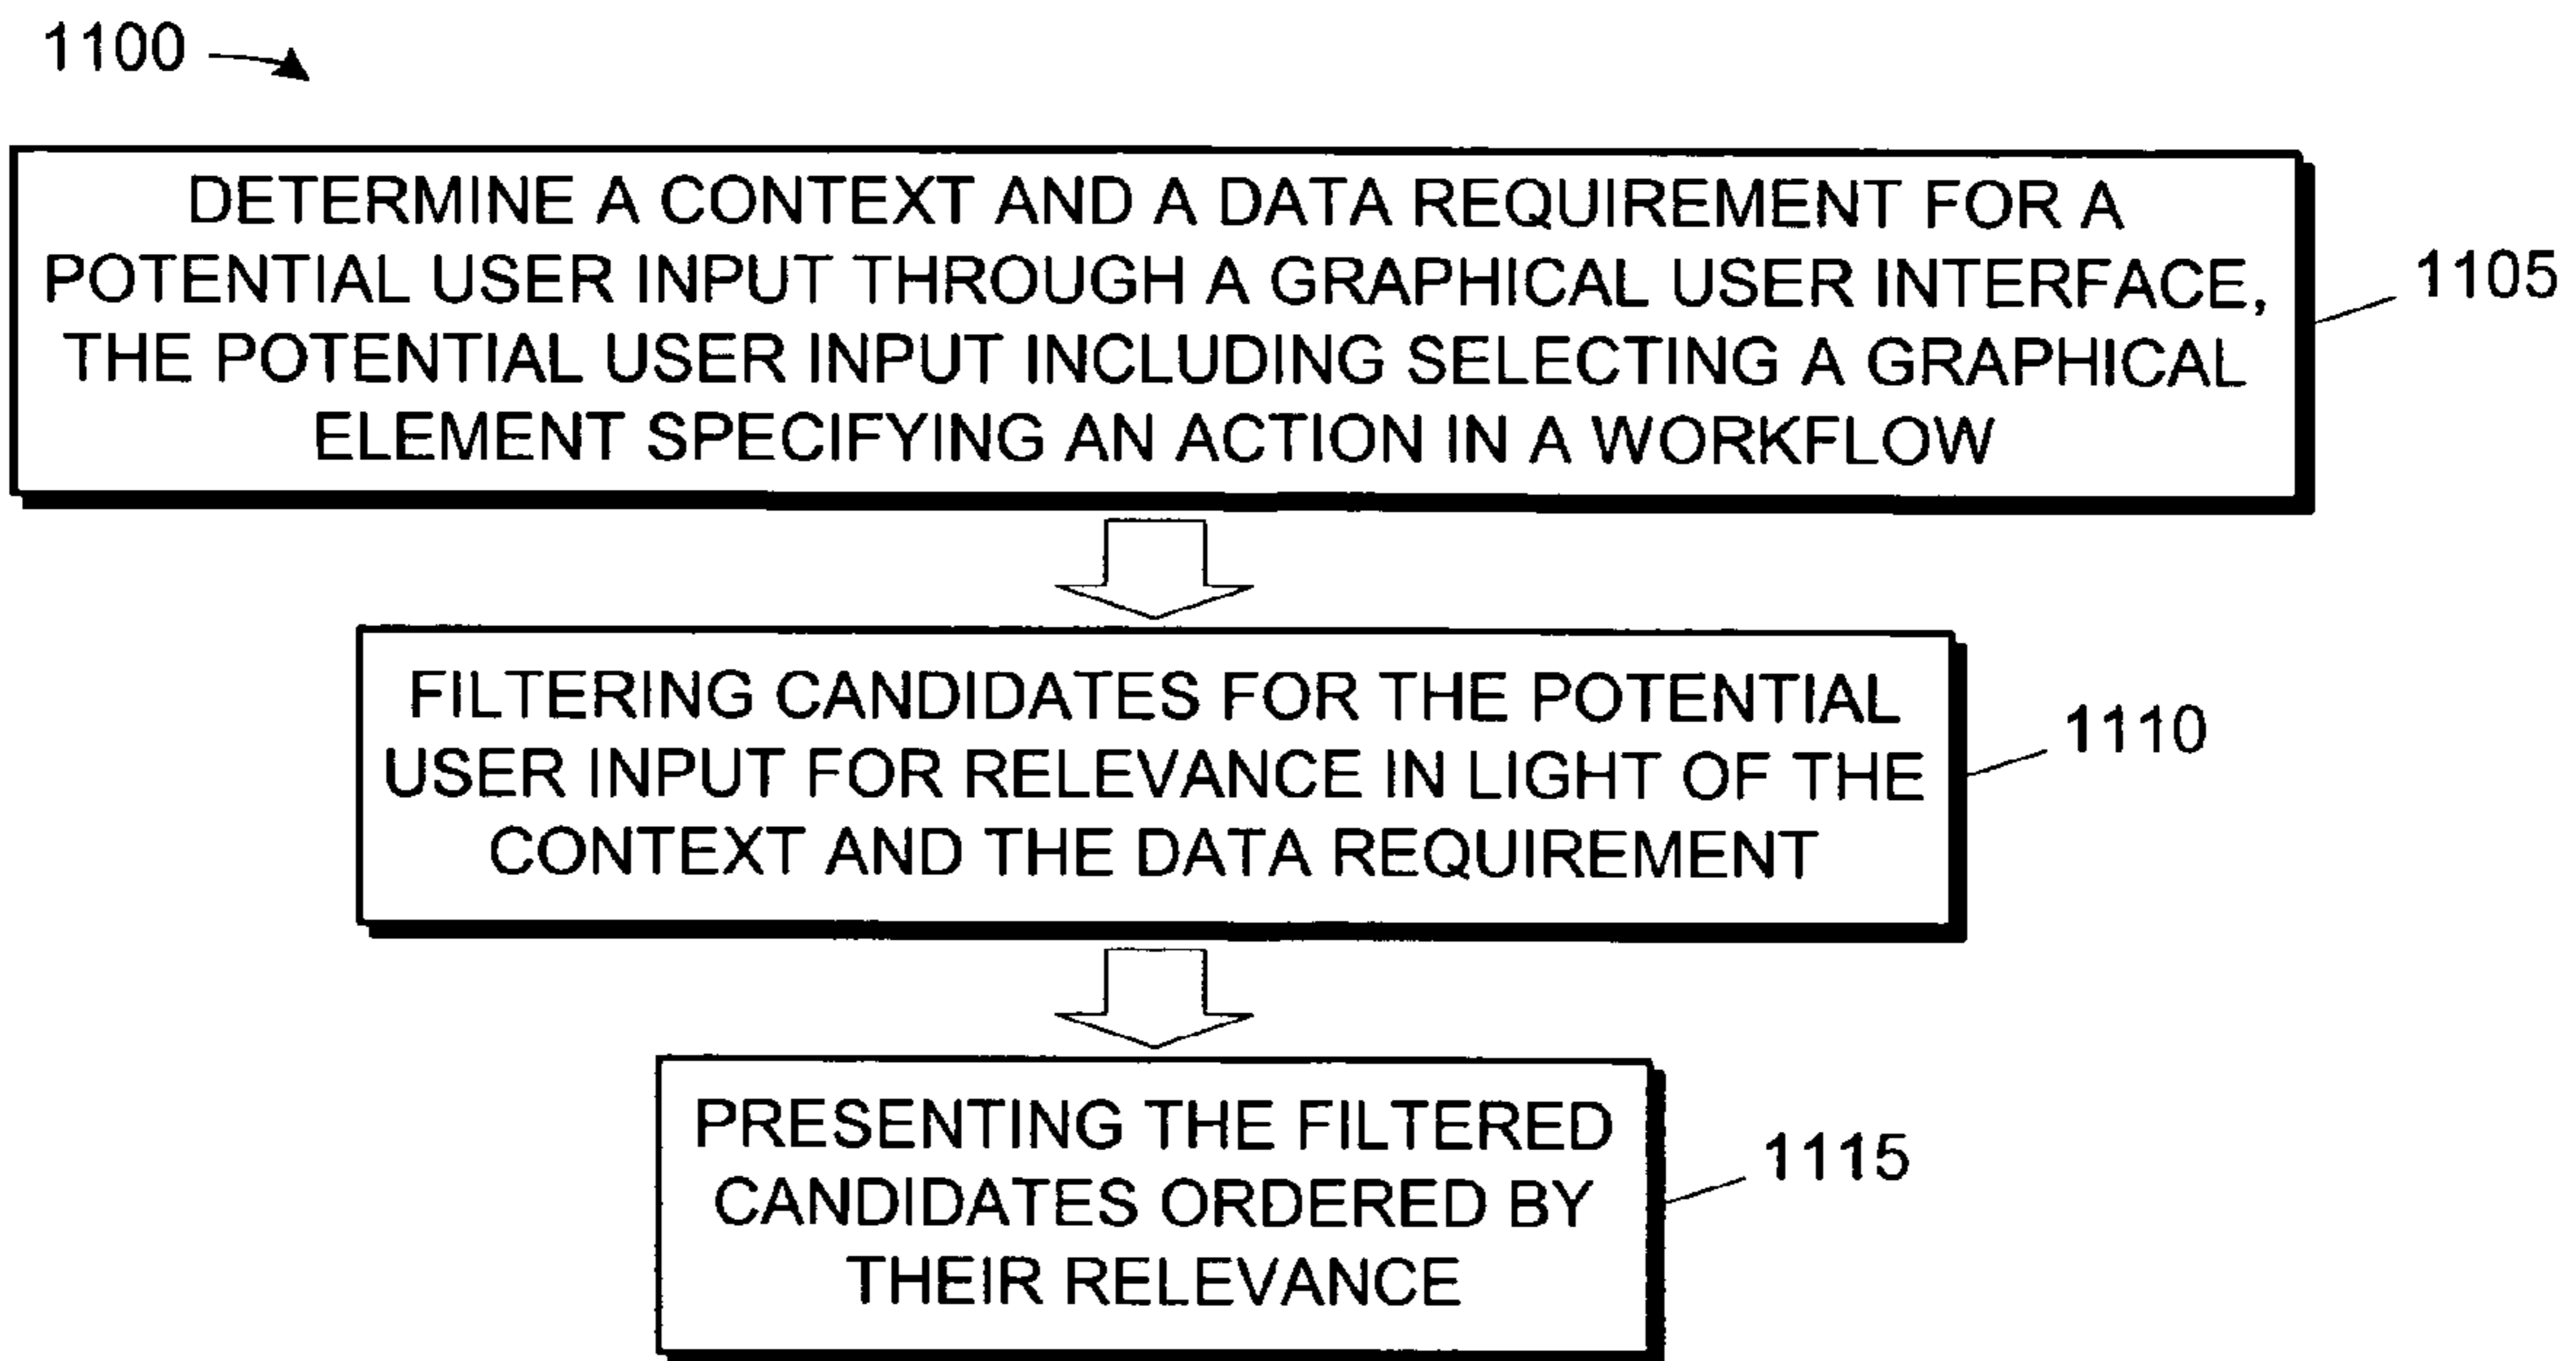 1100
DETERMINE A CONTEXT AND A DATA REQUIREMENT FOR A
POTENTIAL USER INPUT THROUGH A GRAPHICAL USER INTERFACE,
THE POTENTIAL USER INPUT INCLUDING SELECTING A GRAPHICAL
ELEMENT SPECIFYING AN ACTION IN A WORKFLOW
1105
FILTERING CANDIDATES FOR THE POTENTIAL
USER INPUT FOR RELEVANCE IN LIGHT OF THE
CONTEXT AND THE DATA REQUIREMENT
1110
PRESENTING THE FILTERED
CANDIDATES ORDERED BY
THEIR RELEVANCE
1115